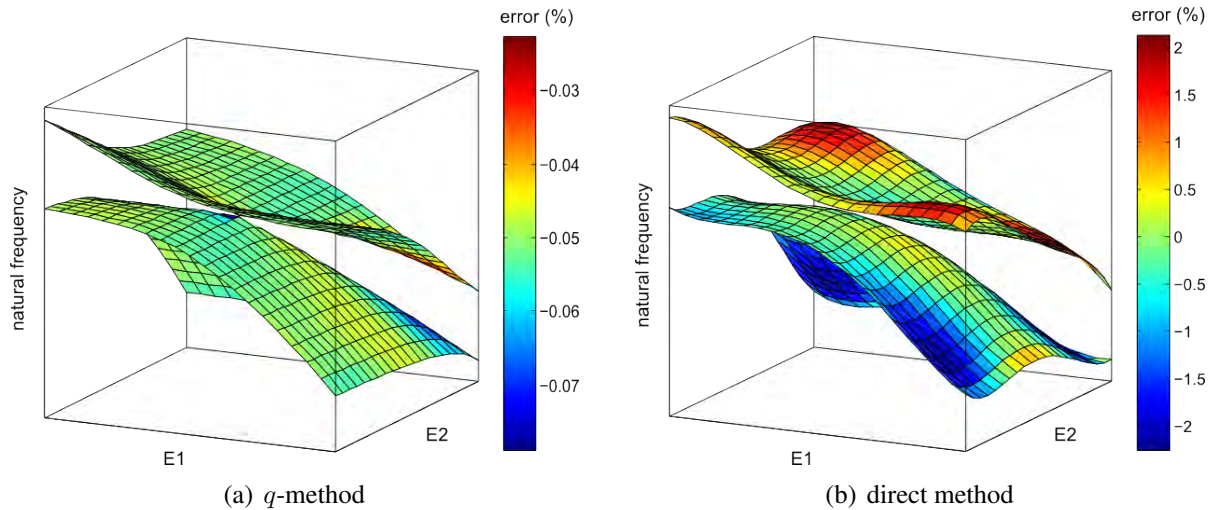 error (%)
−0.03
−0.04
−0.05
−0.06
−0.07
natural frequency
E1
E2
(a) q-method
error (%)
2
1.5
1
0.5
0
−0.5
−1
−1.5
−2
natural frequency
E1
E2
(b) direct method